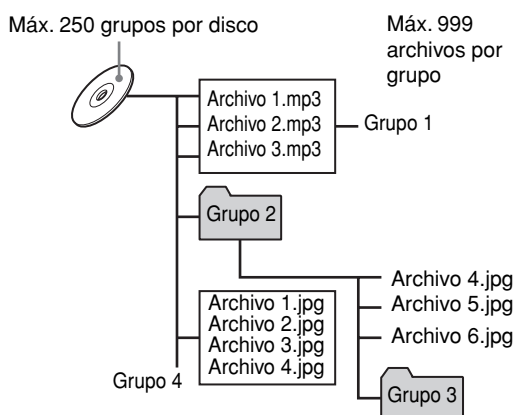 Máx. 250 grupos por disco
Máx. 999
archivos por
grupo
Archivo 1.mp3
Archivo 2.mp3
Archivo 3.mp3
Grupo 1
Grupo 2
Archivo 4.jpg
Archivo 5.jpg
Archivo 6.jpg
Grupo 3
Archivo 1.jpg
Archivo 2.jpg
Archivo 3.jpg
Archivo 4.jpg
Grupo 4